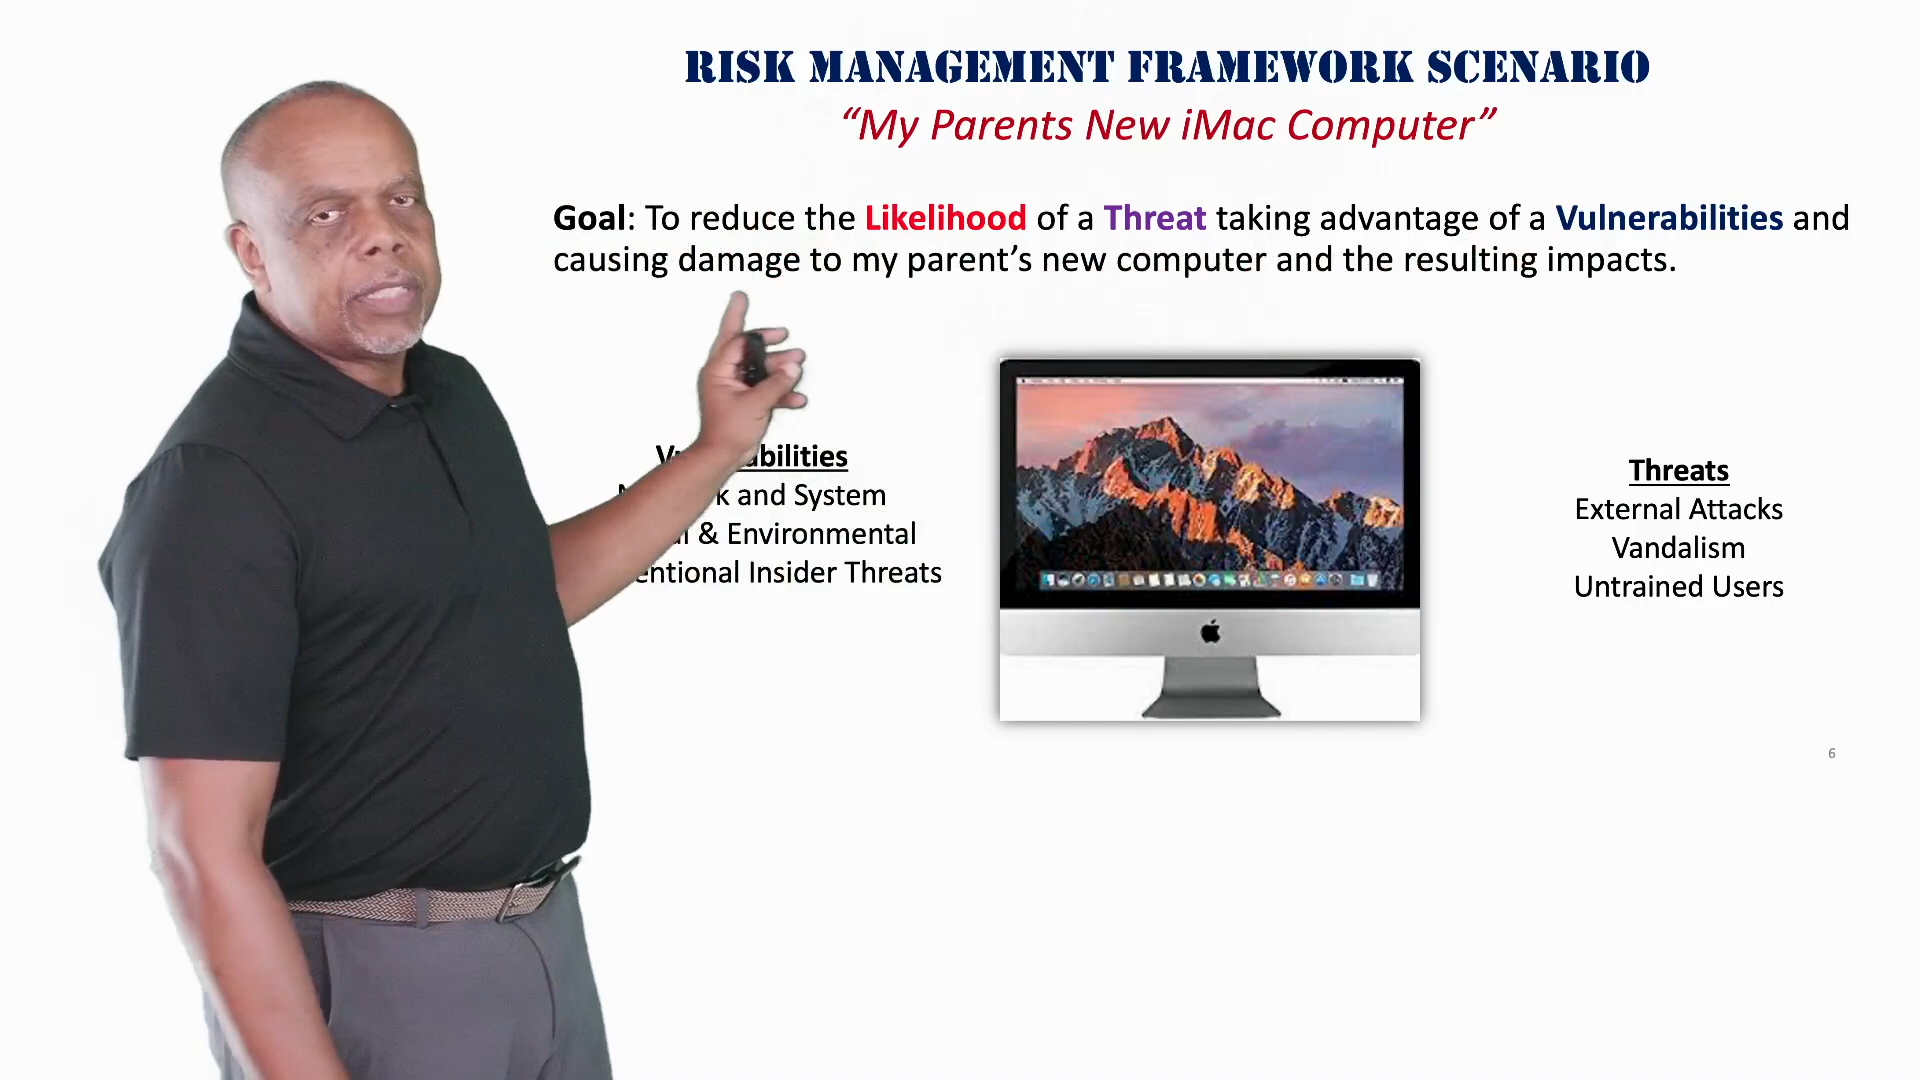 RISK MANAGEMENT FRAMEWORK SCENARIO
“My Parents New iMac Computer”
Goal: To reduce the Likelihood of a Threat taking advantage of a Vulnerabilities and
causing damage to my parent’s new computer and the resulting impacts.
and System
& Environmental
Insider Threats
Threats
External Attacks
Vandalism
Untrained Users
6